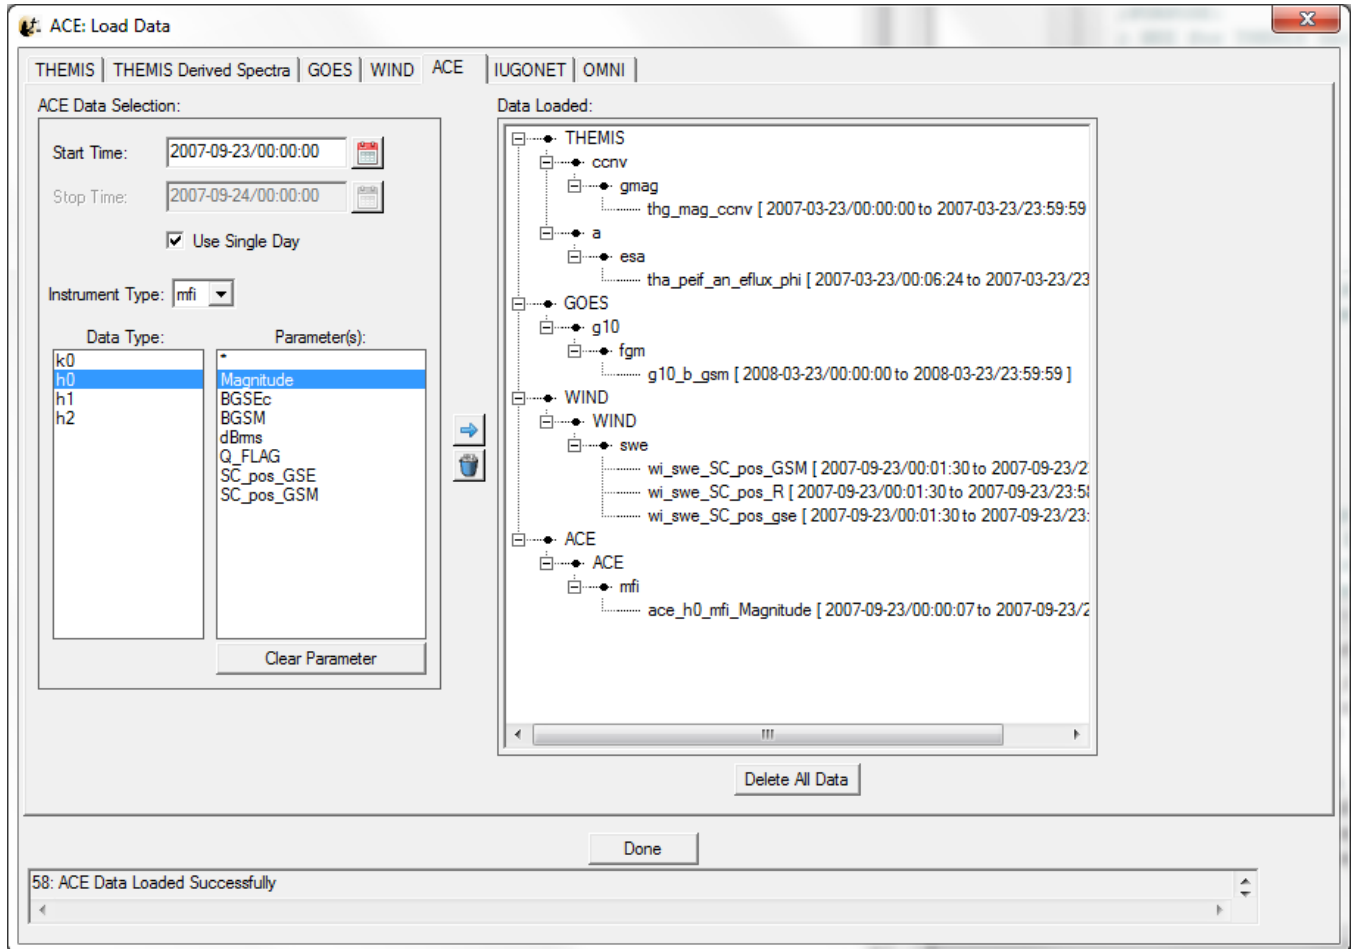 ACE: Load Data
THEMIS THEMIS Derived Spectra GOES WIND ACE IUGONET OMNI
ACE Data Selection:
Start Time: 2007-09-23/00:00:00
Stop Time: 2007-09-24/00:00:00
Use Single Day
Instrument Type: mfi
Data Type:
k0
h0
h1
h2
Parameter(s):
*
Magnitude
BGSEc
BGSM
dBrms
Q_FLAG
SC_pos_GSE
SC_pos_GSM
Clear Parameter
Data Loaded:
THEMIS
ccnv
gmag
thg_mag_ccnv [ 2007-03-23/00:00:00 to 2007-03-23/23:59:59
a
esa
tha_peif_an_eflux_phi [ 2007-03-23/00:06:24 to 2007-03-23/23
GOES
g10
fgm
g10_b_gsm [ 2008-03-23/00:00:00 to 2008-03-23/23:59:59 ]
WIND
WIND
swe
wi_swe_SC_pos_GSM [ 2007-09-23/00:01:30 to 2007-09-23/2
wi_swe_SC_pos_R [ 2007-09-23/00:01:30 to 2007-09-23/23:5
wi_swe_SC_pos_gse [ 2007-09-23/00:01:30 to 2007-09-23/23:
ACE
ACE
mfi
ace_h0_mfi_Magnitude [ 2007-09-23/00:00:07 to 2007-09-23/2
Delete All Data
Done
58: ACE Data Loaded Successfully